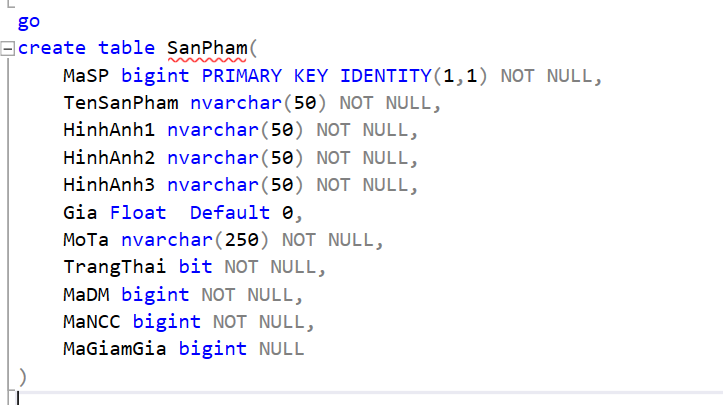 go
create table SanPham(
MaSP bigint PRIMARY KEY IDENTITY(1,1) NOT NULL,
TenSanPham nvarchar(50) NOT NULL,
HinhAnh1 nvarchar(50) NOT NULL,
HinhAnh2 nvarchar(50) NOT NULL,
HinhAnh3 nvarchar(50) NOT NULL,
Gia Float  Default 0,
MoTa nvarchar(250) NOT NULL,
TrangThai bit NOT NULL,
MaDM bigint NOT NULL,
MaNCC bigint NOT NULL,
MaGiamGia bigint NULL
)